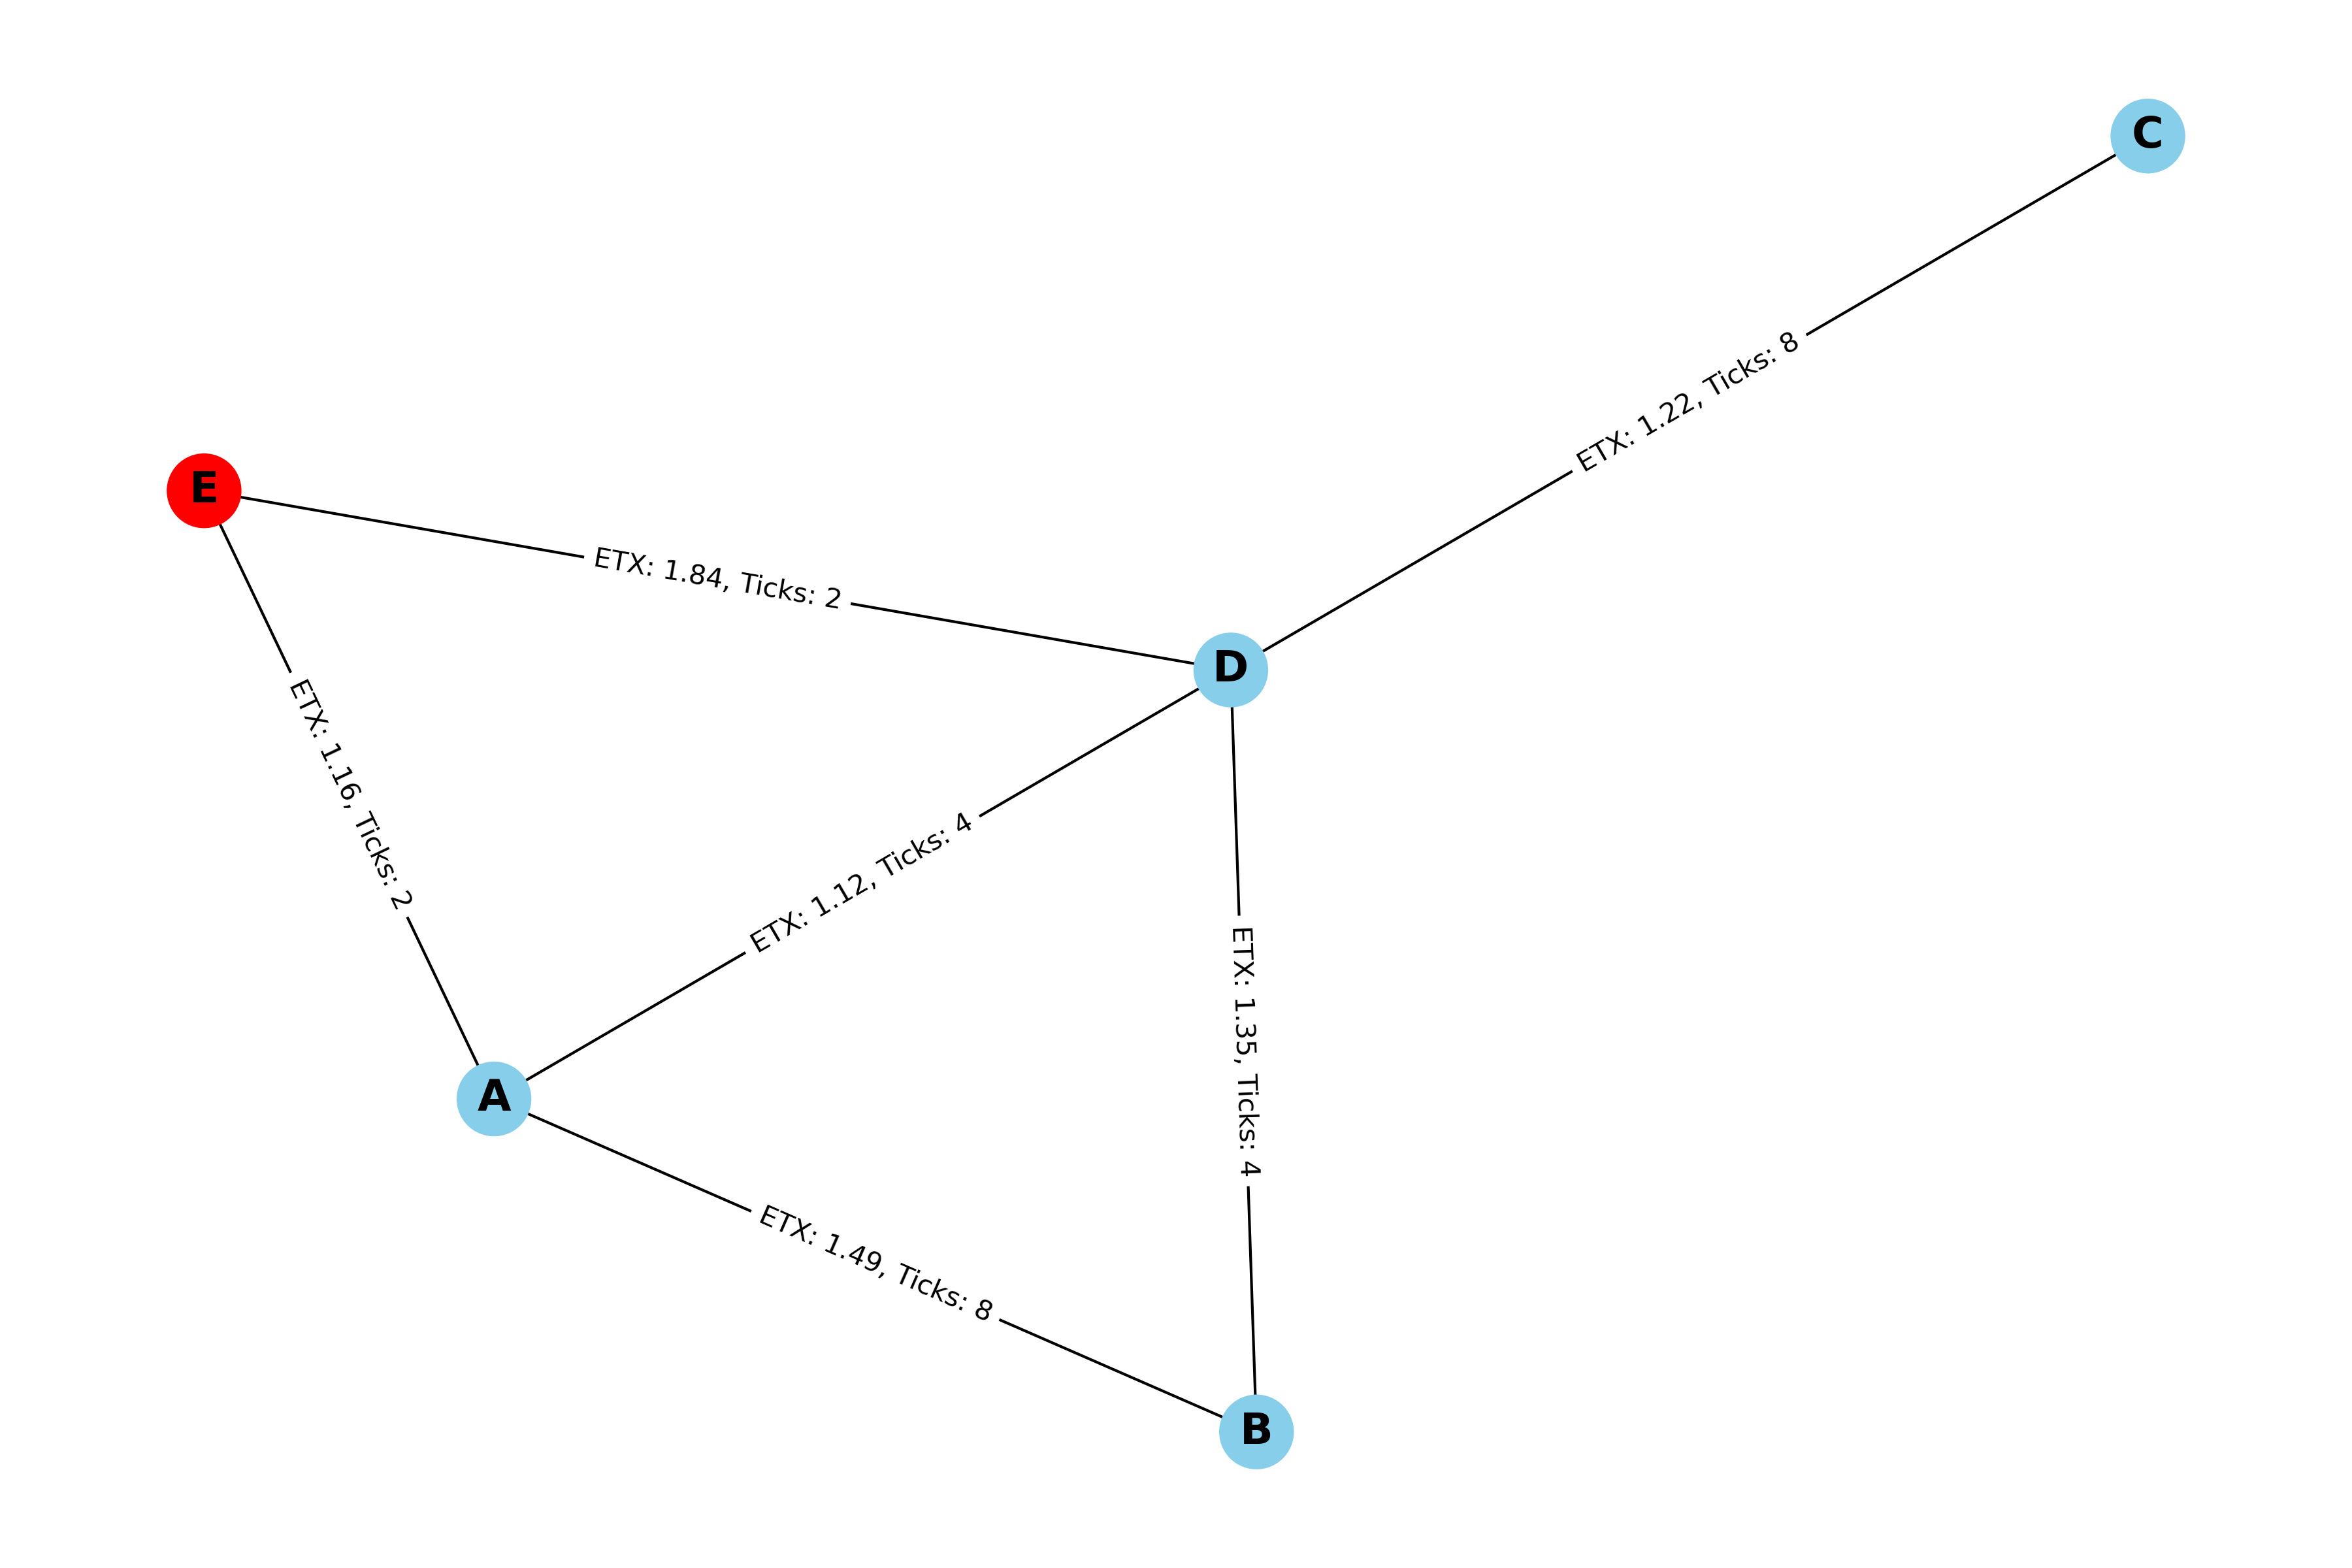 C
ETX: 1.22, Ticks: 8
E
ETX: 1.84, Ticks: 2
D
ETX: 1.16, Ticks: 2
ETX: 1.12, Ticks: 4
ETX: 1.35, Ticks: 4
A
ETX: 1.49, Ticks: 8
B